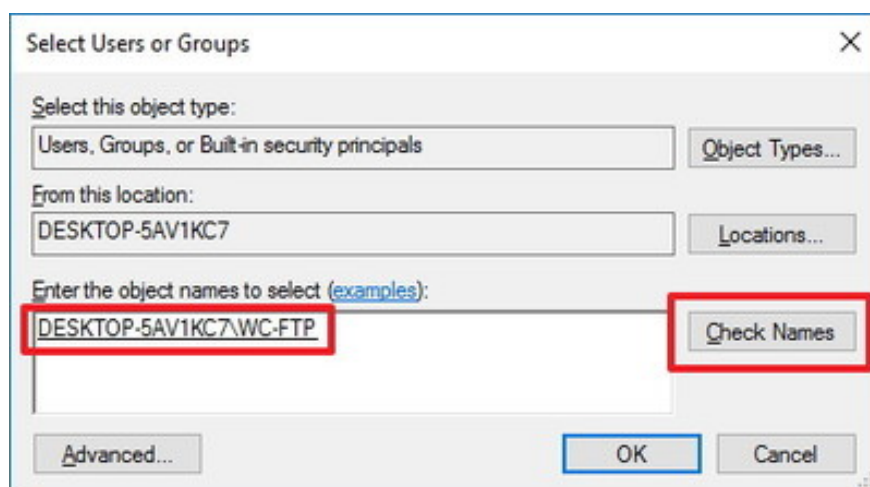 Select Users or Groups
Select this object type:
Users, Groups, or Built-in security principals
Object Types...
From this location:
DESKTOP-5AV1KC7
Locations...
Enter the object names to select (examples):
DESKTOP-5AV1KC7\WC-FTP
Check Names
Advanced...
OK
Cancel